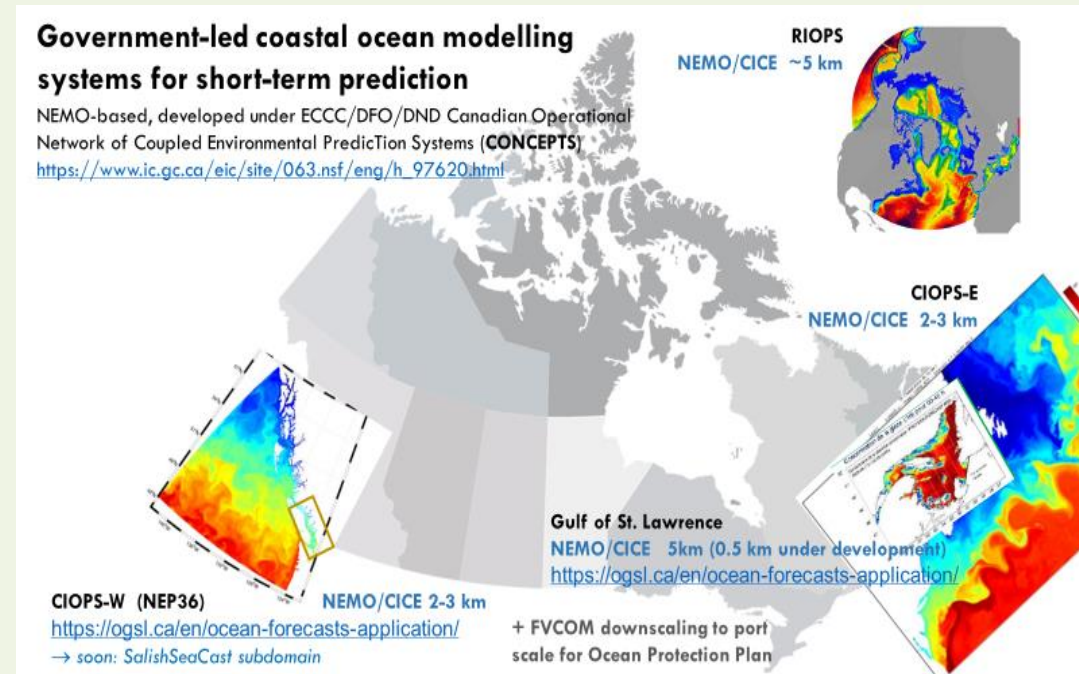 Government-led coastal ocean modelling
systems for short-term prediction
NEMO-based, developed under ECCC/DFO/DND Canadian Operational
Network of Coupled Environmental PredicTion Systems (CONCEPTS)
https://www.ic.gc.ca/eic/site/063.nsf/eng/h_97620.html
RIOPS
NEMO/CICE ~5 km
CIOPS-E
NEMO/CICE 2-3 km
Gulf of St. Lawrence
NEMO/CICE 5km (0.5 km under development)
https://ogsl.ca/en/ocean-forecasts-application/
CIOPS-W (NEP36)
NEMO/CICE 2-3 km
https://ogsl.ca/en/ocean-forecasts-application/
→ soon: SalishSeaCast subdomain
+ FVCOM downscaling to port
scale for Ocean Protection Plan